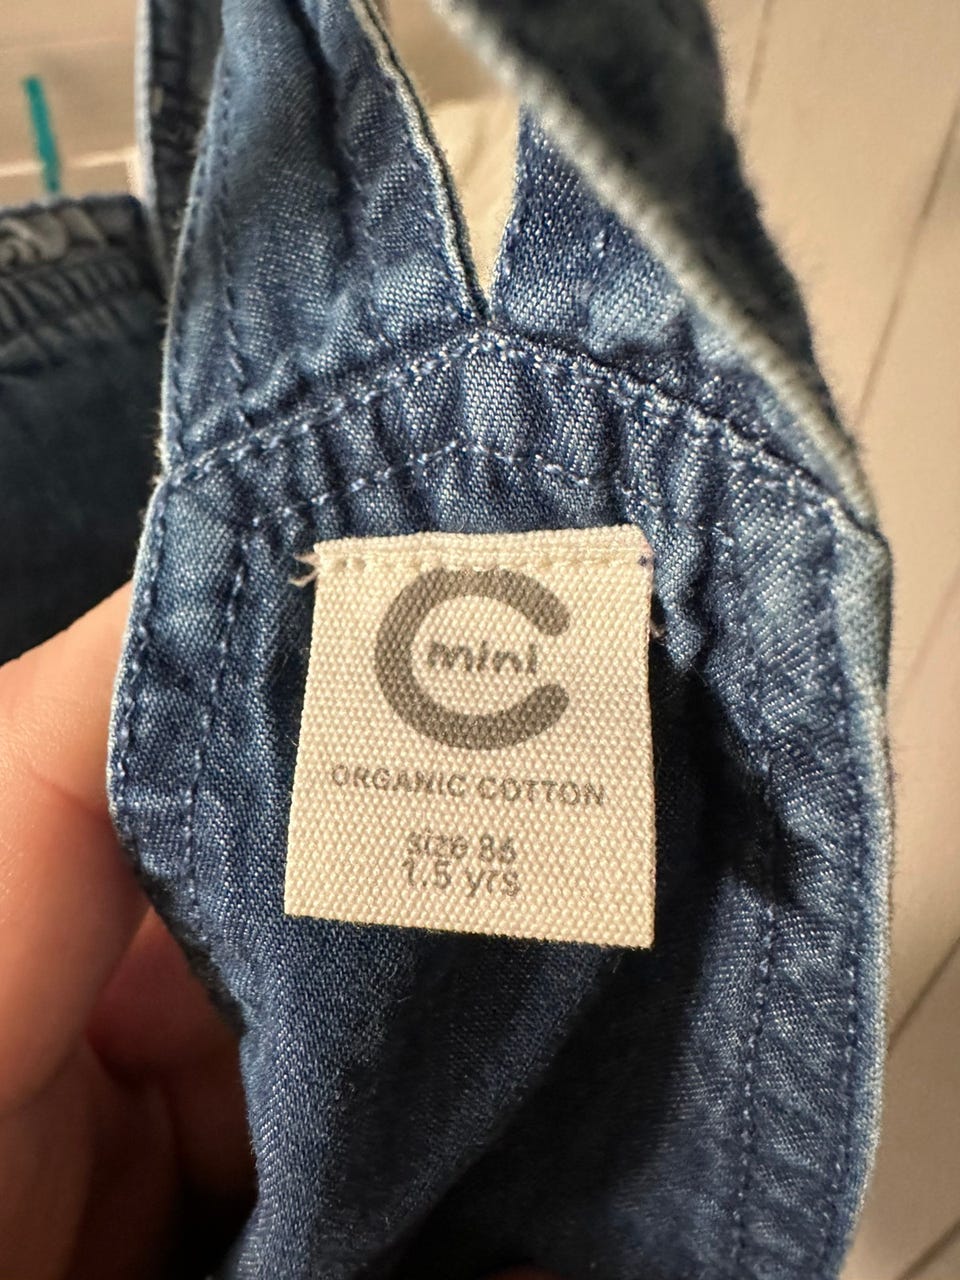 mini
ORGANIC COTTON
size 86
1.5 yrs